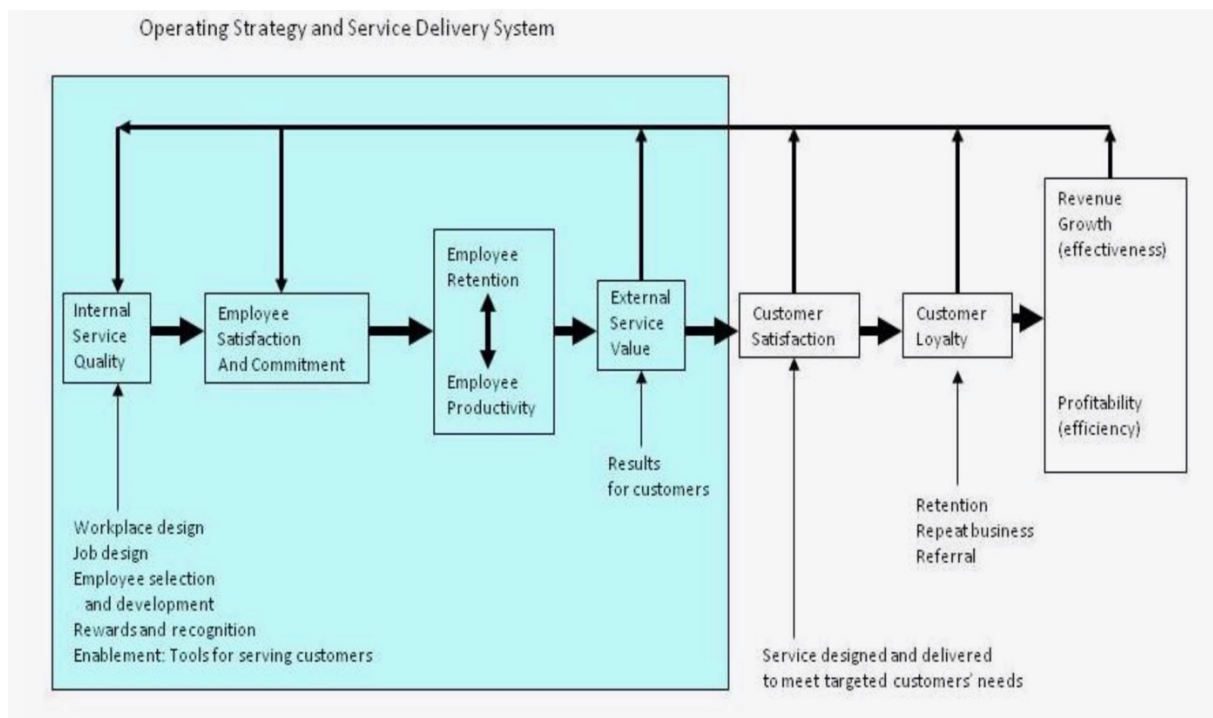 Operating Strategy and Service Delivery System
Internal
Service
Quality
Employee
Satisfaction
And Commitment
Employee
Retention
Employee
Productivity
External
Service
Value
Customer
Satisfaction
Customer
Loyalty
Revenue
Growth
(effectiveness)
Profitability
(efficiency)
Workplace design
Job design
Employee selection
and development
Rewards and recognition
Enablement: Tools for serving customers
Results
for customers
Service designed and delivered
to meet targeted customers' needs
Retention
Repeat business
Referral